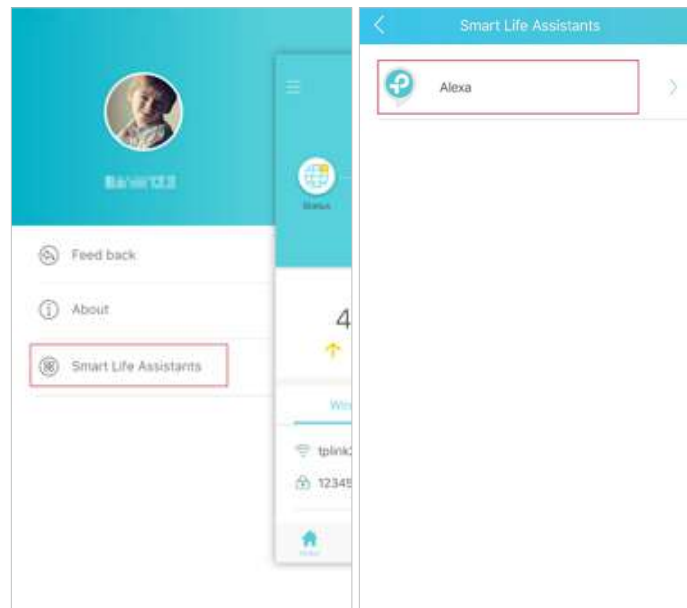 Feed back
About
Smart Life Assistants
Status
4
tplink
12345
Smart Life Assistants
Alexa